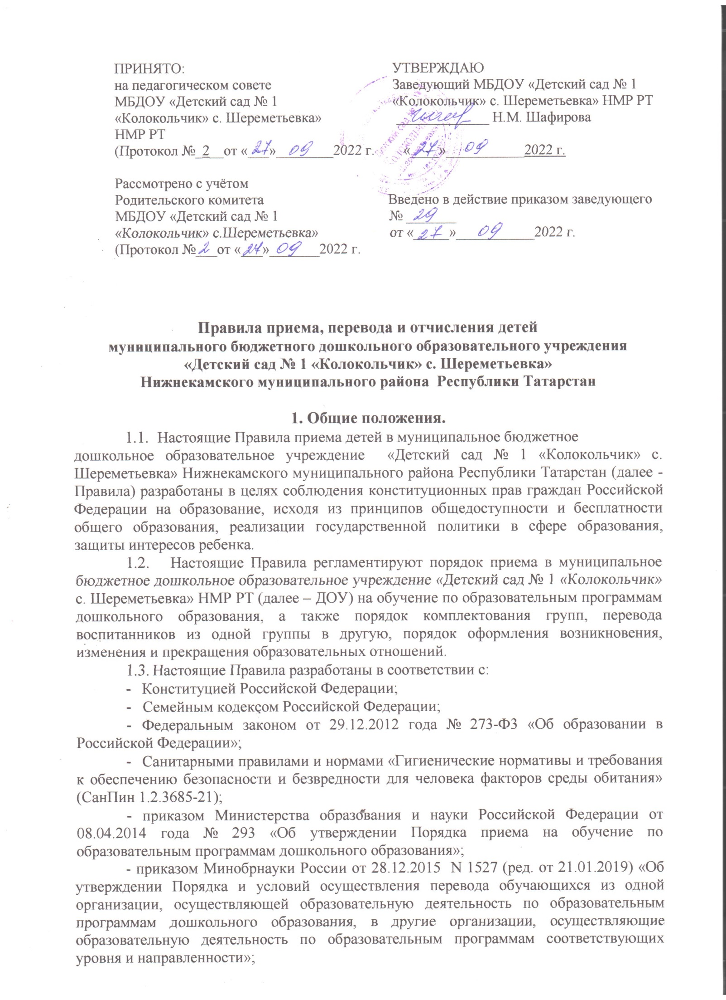 ПРИНЯТО:
на педагогическом совете
МБДОУ «Детский сад № 1
«Колокольчик» с. Шереметьевка»
НМР РТ
(Протокол №_2__от «27» 09 2022 г.
УТВЕРЖДАЮ
Заведующий МБДОУ «Детский сад № 1
«Колокольчик» с. Шереметьевка» НМР РТ
_____________ Н.М. Шафирова
«27» 09 2022 г.
Рассмотрено с учётом
Родительского комитета
МБДОУ «Детский сад № 1
«Колокольчик» с.Шереметьевка»
(Протокол № 2 от «27» 09 2022 г.
Введено в действие приказом заведующего
№ 29
от «27» 09 2022 г.
Правила приема, перевода и отчисления детей
муниципального бюджетного дошкольного образовательного учреждения
«Детский сад № 1 «Колокольчик» с. Шереметьевка»
Нижнекамского муниципального района Республики Татарстан
1. Общие положения.
1.1. Настоящие Правила приема детей в муниципальное бюджетное
дошкольное образовательное учреждение «Детский сад № 1 «Колокольчик» с.
Шереметьевка» Нижнекамского муниципального района Республики Татарстан (далее -
Правила) разработаны в целях соблюдения конституционных прав граждан Российской
Федерации на образование, исходя из принципов общедоступности и бесплатности
общего образования, реализации государственной политики в сфере образования,
защиты интересов ребенка.
1.2. Настоящие Правила регламентируют порядок приема в муниципальное
бюджетное дошкольное образовательное учреждение «Детский сад № 1 «Колокольчик»
с. Шереметьевка» НМР РТ (далее – ДОУ) на обучение по образовательным программам
дошкольного образования, а также порядок комплектования групп, перевода
воспитанников из одной группы в другую, порядок оформления возникновения,
изменения и прекращения образовательных отношений.
1.3. Настоящие Правила разработаны в соответствии с:
- Конституцией Российской Федерации;
- Семейным кодексом Российской Федерации;
- Федеральным законом от 29.12.2012 года № 273-ФЗ «Об образовании в
Российской Федерации»;
- Санитарными правилами и нормами «Гигиенические нормативы и требования
к обеспечению безопасности и безвредности для человека факторов среды обитания»
(СанПин 1.2.3685-21);
- приказом Министерства образования и науки Российской Федерации от
08.04.2014 года № 293 «Об утверждении Порядка приема на обучение по
образовательным программам дошкольного образования»;
- приказом Минобрнауки России от 28.12.2015 N 1527 (ред. от 21.01.2019) «Об
утверждении Порядка и условий осуществления перевода обучающихся из одной
организации, осуществляющей образовательную деятельность по образовательным
программам дошкольного образования, в другие организации, осуществляющие
образовательную деятельность по образовательным программам соответствующих
уровня и направленности»;